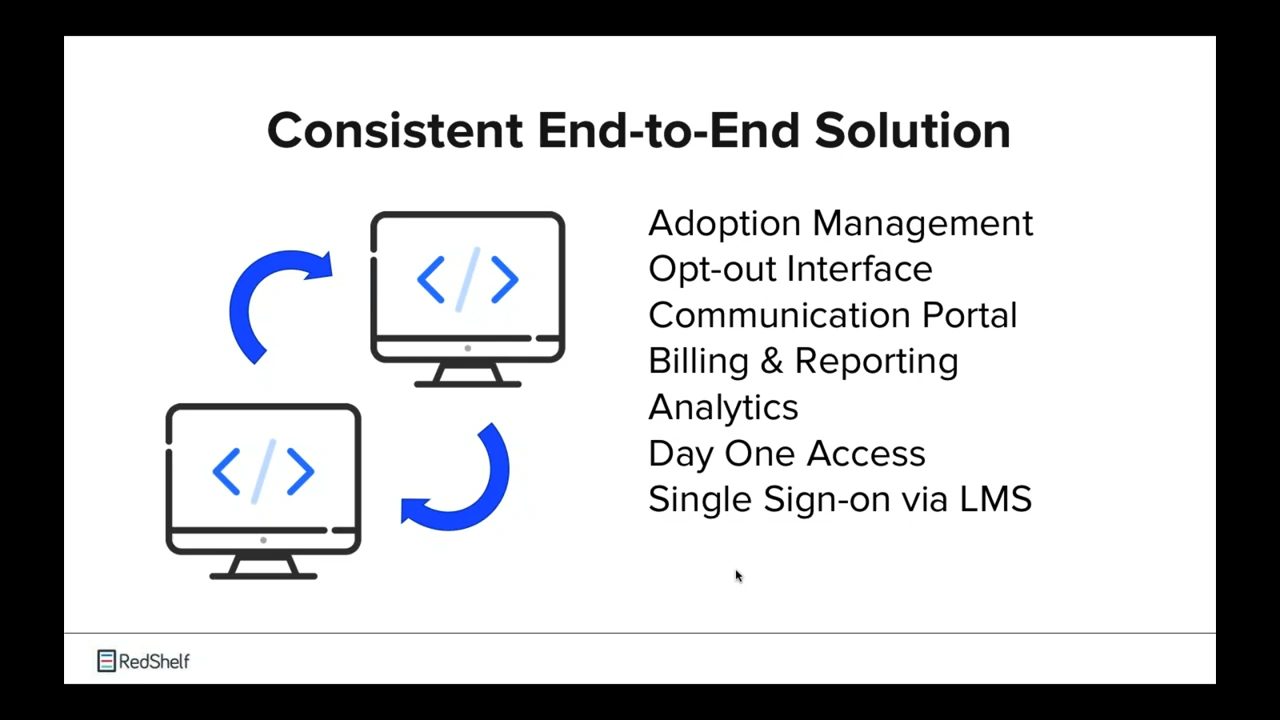 Consistent End-to-End Solution
Adoption Management
Opt-out Interface
Communication Portal
Billing & Reporting
Analytics
Day One Access
Single Sign-on via LMS
RedShelf